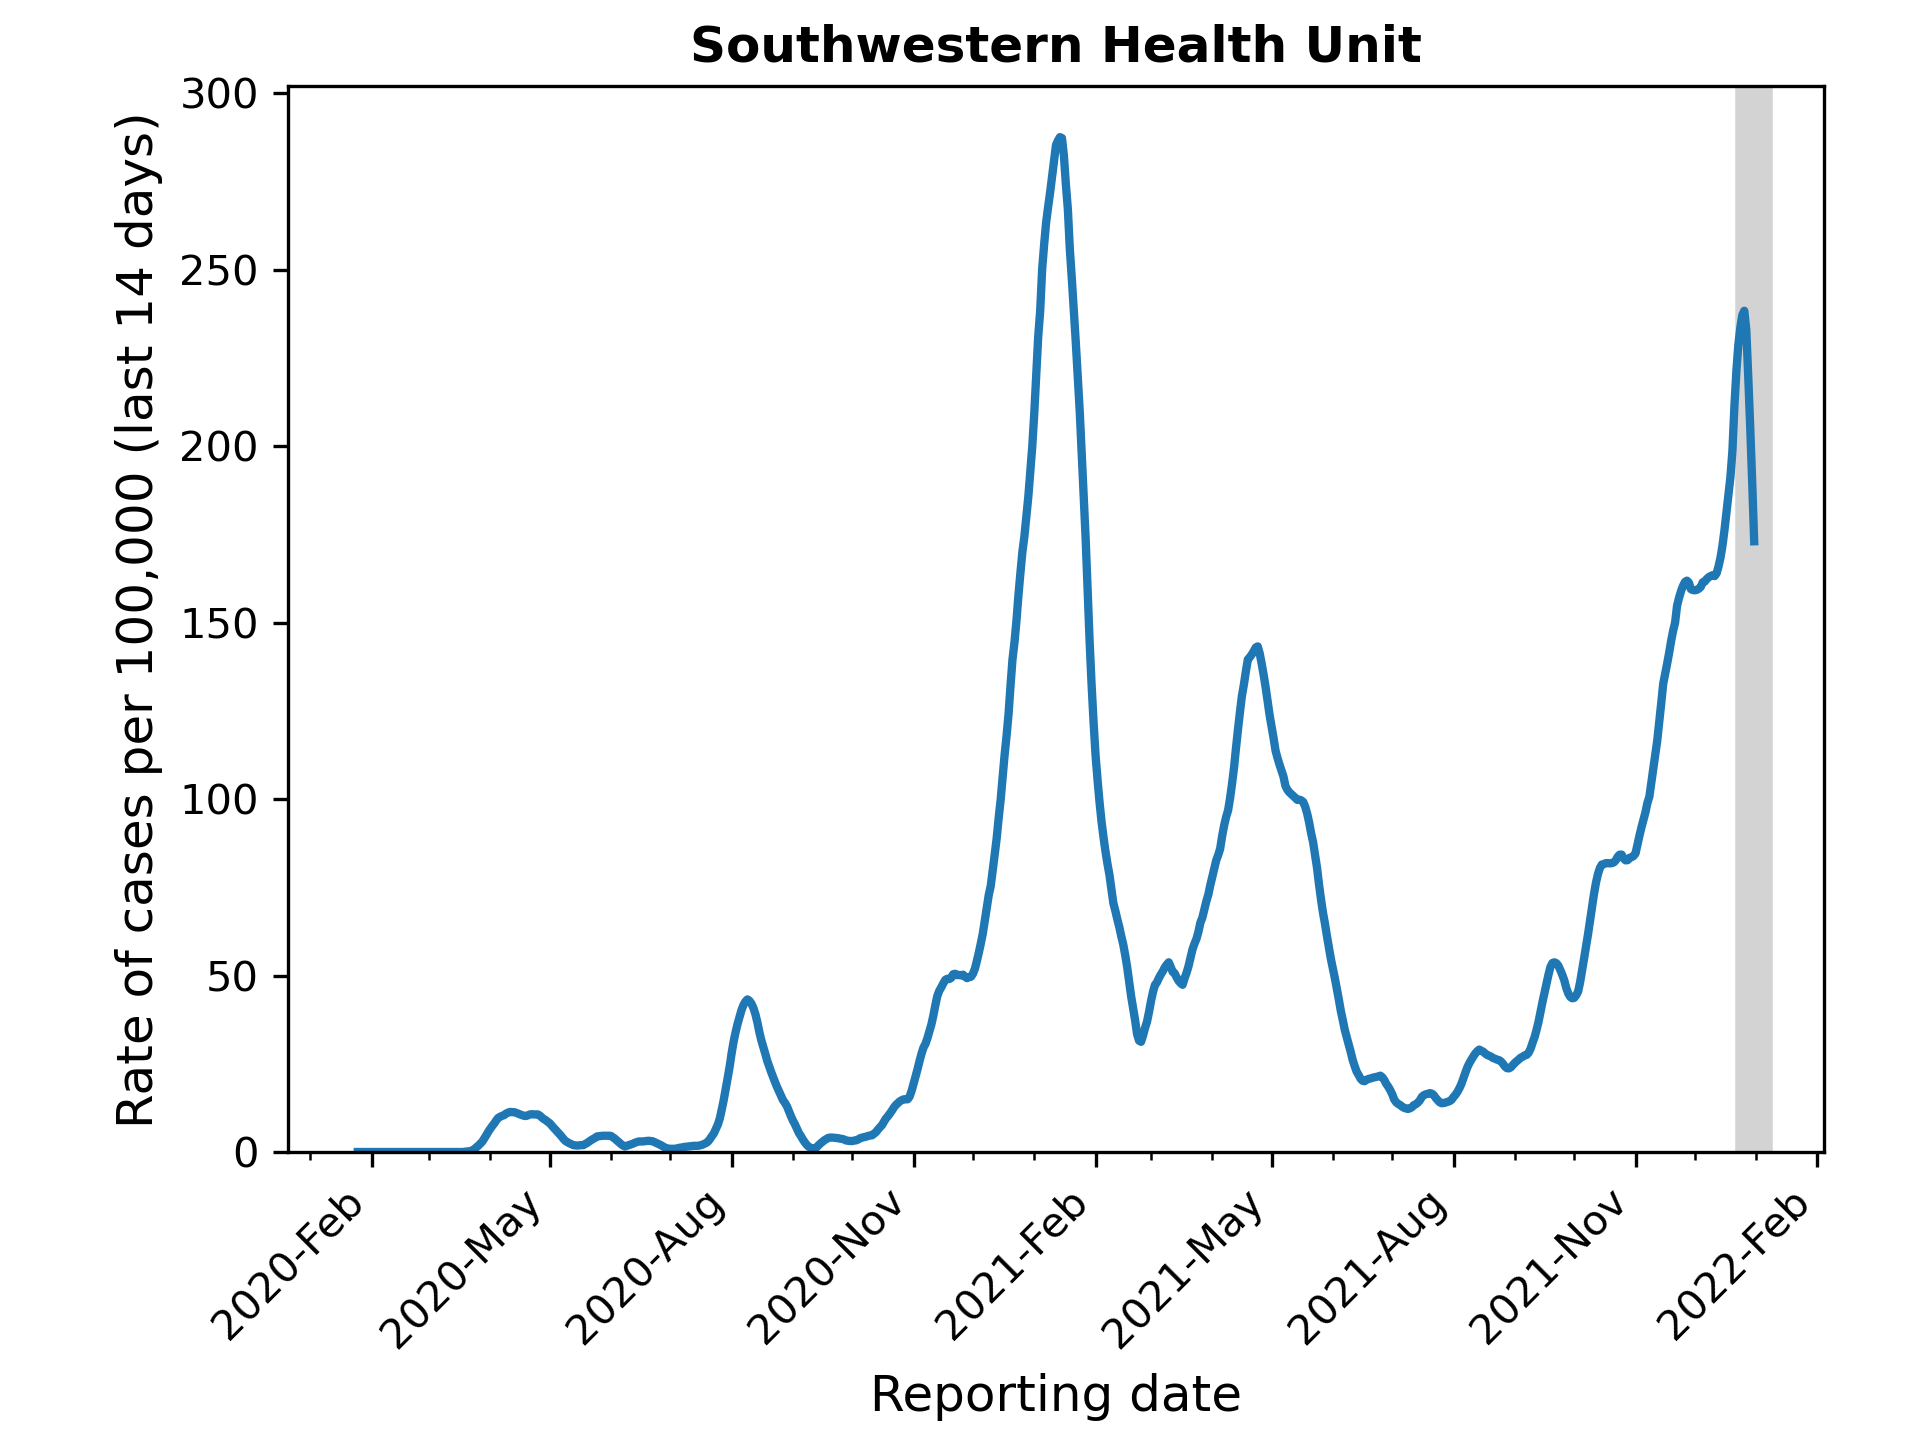 Southwestern Health Unit
Rate of cases per 100,000 (last 14 days)
300
250
200
150
100
50
0
2020-Feb
2020-May
2020-Aug
2020-Nov
2021-Feb
2021-May
2021-Aug
2021-Nov
2022-Feb
Reporting date